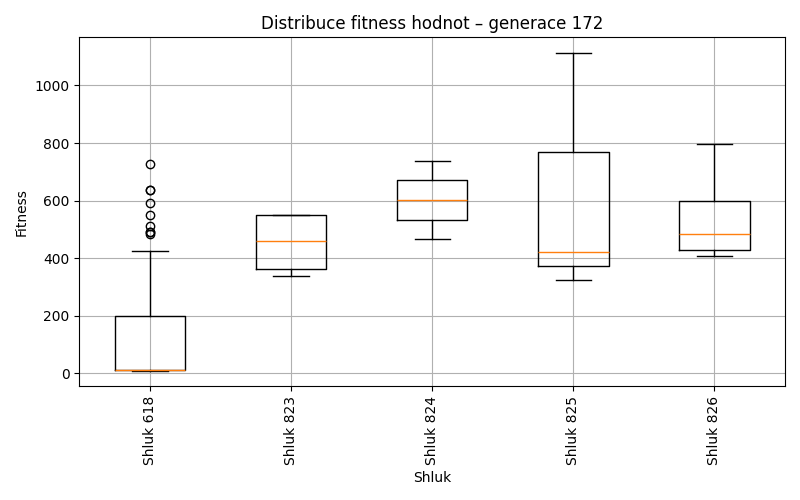 Distribuce fitness hodnot – generace 172
Fitness
1000
800
600
400
200
0
Shluk 618
Shluk 823
Shluk 824
Shluk 825
Shluk 826
Shluk